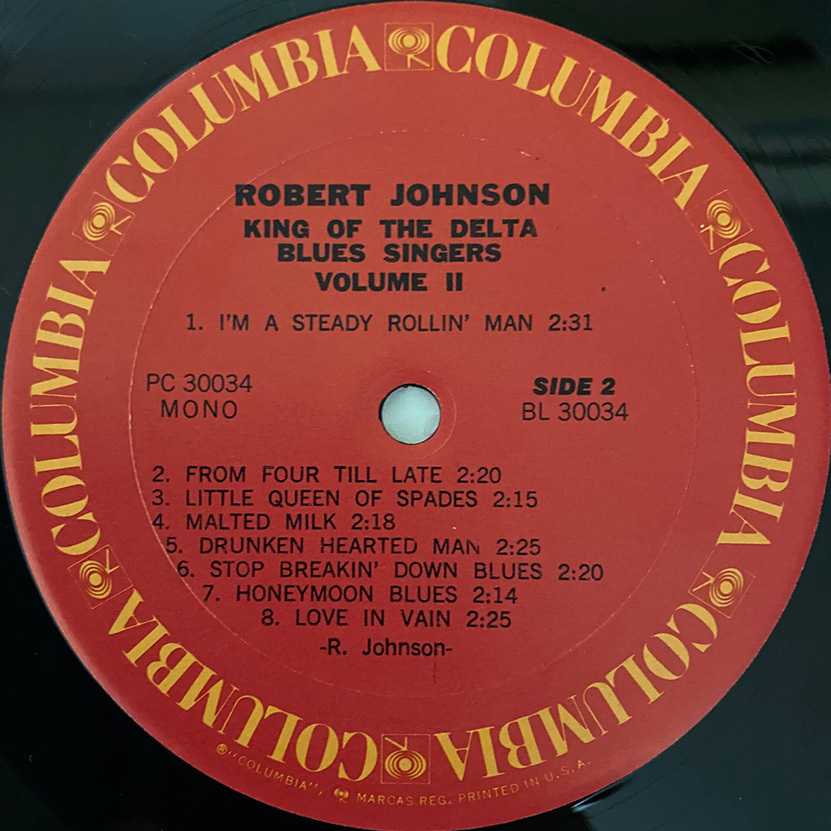 COLUMBIA COLUMBIA COLUMBIA COLUMBIA COLUMBIA COLUMBIA COLUMBIA COLUMBIA
ROBERT JOHNSON
KING OF THE DELTA
BLUES SINGERS
VOLUME II
1. I'M A STEADY ROLLIN' MAN 2:31
PC 30034
MONO
SIDE 2
BL 30034
2. FROM FOUR TILL LATE 2:20
3. LITTLE QUEEN OF SPADES 2:15
4. MALTED MILK 2:18
5. DRUNKEN HEARTED MAN 2:25
6. STOP BREAKIN' DOWN BLUES 2:20
7. HONEYMOON BLUES 2:14
8. LOVE IN VAIN 2:25
-R. Johnson-
®"COLUMBIA", MARCAS REG. PRINTED IN U.S.A.